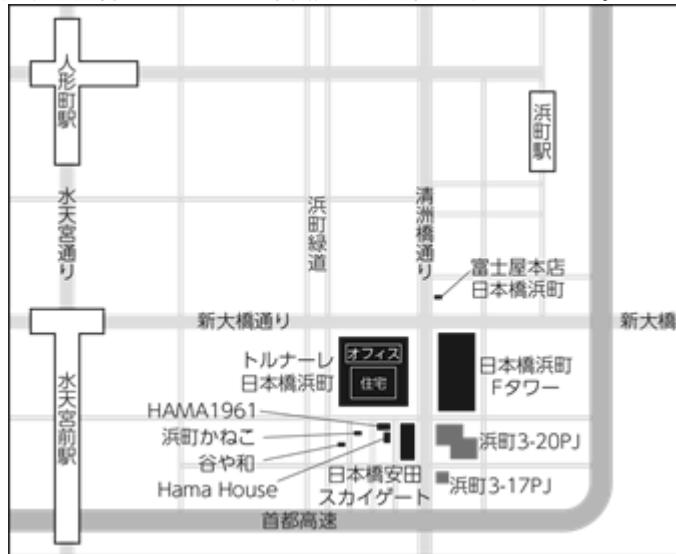 人形町駅
浜町駅
水天宮通り
浜町緑道
清洲橋通り
富士屋本店
日本橋浜町
新大橋通り
新大橋
トルナーレ
日本橋浜町
オフィス
住宅
日本橋浜町
Fタワー
HAMA1961
浜町かねこ
谷や和
Hama House
水天宮前駅
日本橋安田
スカイゲート
浜町3-20PJ
浜町3-17PJ
首都高速